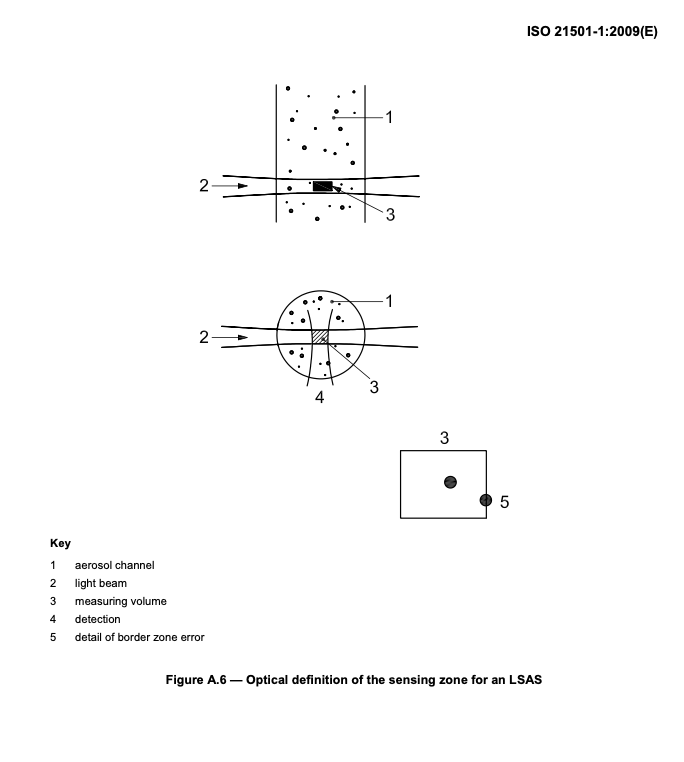 ISO 21501-1:2009(E)
1
2
3
1
2
3
4
3
5
Key
1 aerosol channel
2 light beam
3 measuring volume
4 detection
5 detail of border zone error
Figure A.6 — Optical definition of the sensing zone for an LSAS